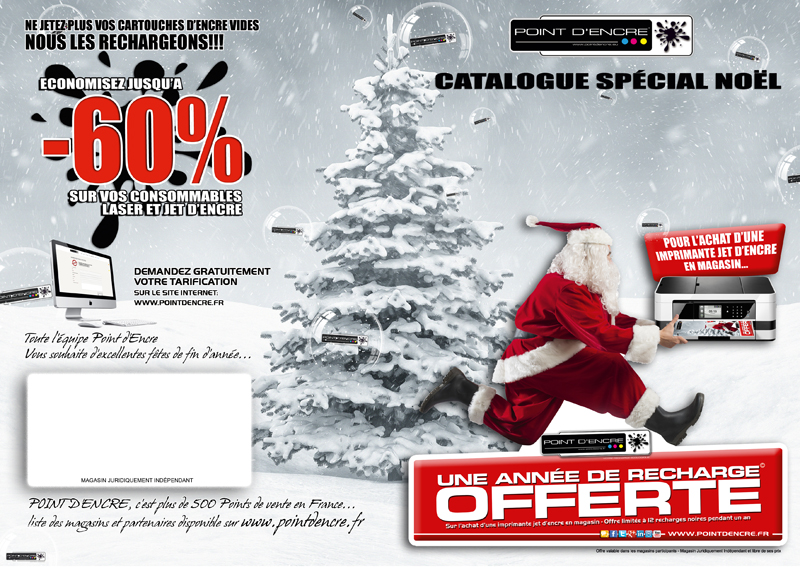 NE JETEZ PLUS VOS CARTOUCHES D'ENCRE VIDES
NOUS LES RECHARGEONS!!!
ECONOMISEZ JUSQU'A
-60%
SUR VOS CONSOMMABLES
LASER ET JET D'ENCRE
DEMANDEZ GRATUITEMENT
VOTRE TARIFICATION
SUR LE SITE INTERNET:
WWW.POINTDENCRE.FR
Toute l'équipe Point d'Encre
Vous souhaite d'excellentes fêtes de fin d'année...
MAGASIN JURIDIQUEMENT INDÉPENDANT
POINT D'ENCRE, c'est plus de 500 Points de vente en France...
liste des magasins et partenaires disponible sur www.pointdencre.fr
POINT D'ENCRE
CATALOGUE SPÉCIAL NOËL
POUR L'ACHAT D'UNE
IMPRIMANTE JET D'ENCRE
EN MAGASIN...
POINT D'ENCRE
UNE ANNÉE DE RECHARGE©
OFFERTE
Sur l'achat d'une imprimante jet d'encre en magasin - Offre limitée à 12 recharges noires pendant un an
WWW.POINTDENCRE.FR
Offre valable dans les magasins participants - Magasin Juridiquement Indépendant et libre de ses prix